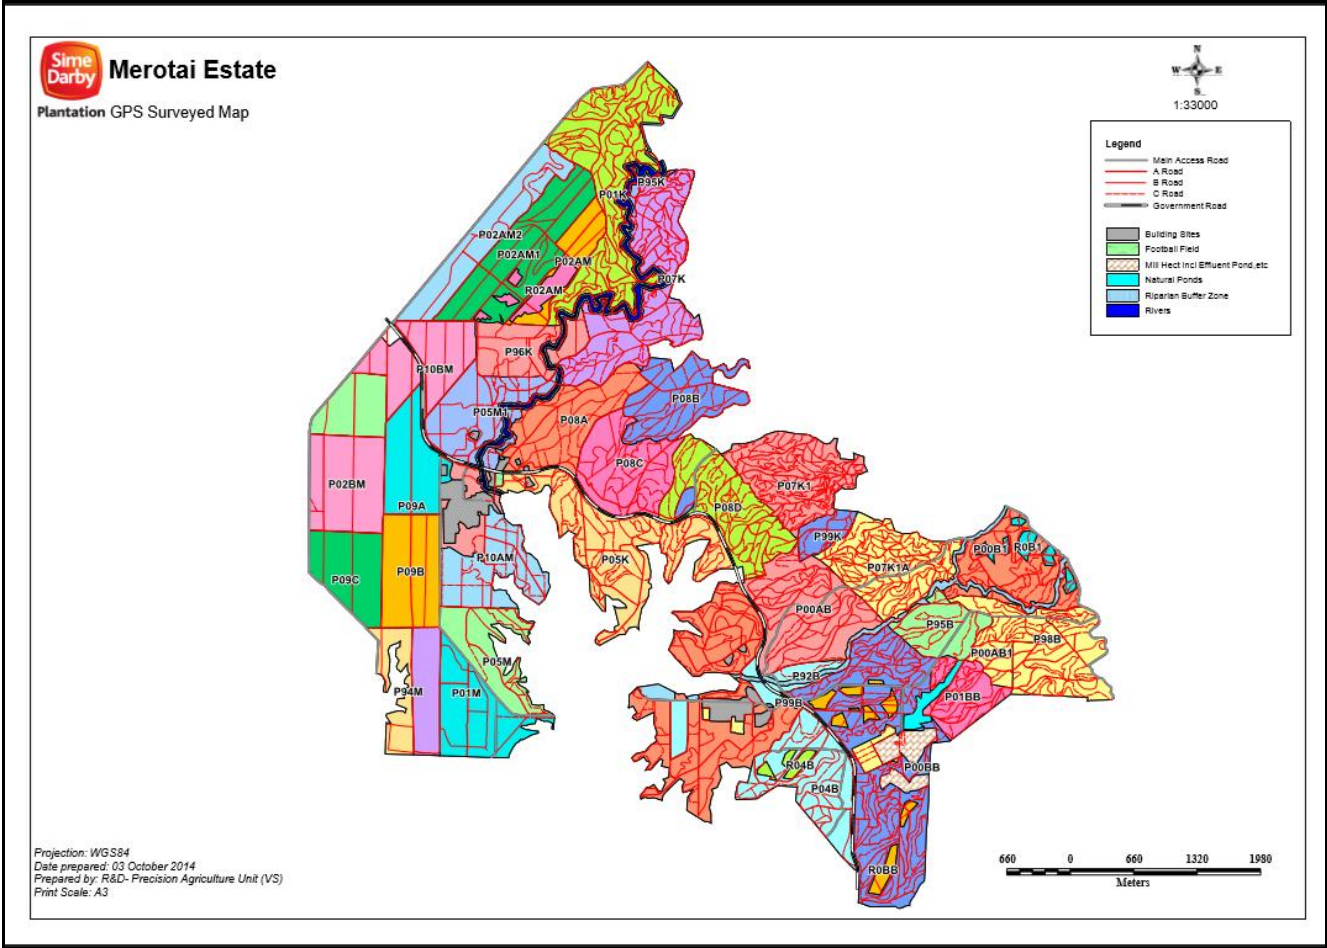 Sime
Darby
Merotai Estate
Plantation GPS Surveyed Map
N
W E
S
1:33000
Legend
Main Access Road
A Road
B Road
C Road
Government Road
Building Sites
Football Field
Mill Hect Incl Effluent Pond,etc
Natural Ponds
Riparian Buffer Zone
Rivers
P95K
P01K
P02AM2
P02AM1
P02AM
P07K
R02AM
P96K
P10BM
P08B
P05M1
P08A
P08C
P02BM
P07K1
P09A
P08D
P99K
P00B1
R0B1
P10AM
P05K
P07K1A
P09B
P09C
P00AB
P95B
P98B
P00AB1
P05M
P92B
P94M
P01M
P01BB
P99B
R04B
P00BB
P04B
R0BB
Projection: WGS84
Date prepared: 03 October 2014
Prepared by: R&D- Precision Agriculture Unit (VS)
Print Scale: A3
660 0 660 1320 1980
Meters